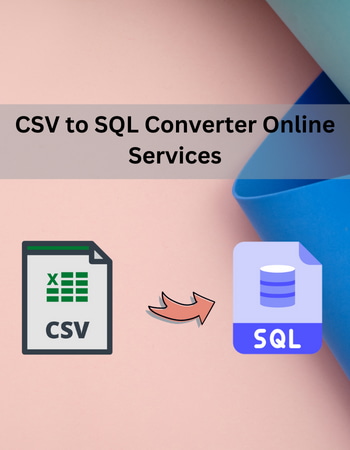 CSV to SQL Converter Online
Services
X
CSV
SQL